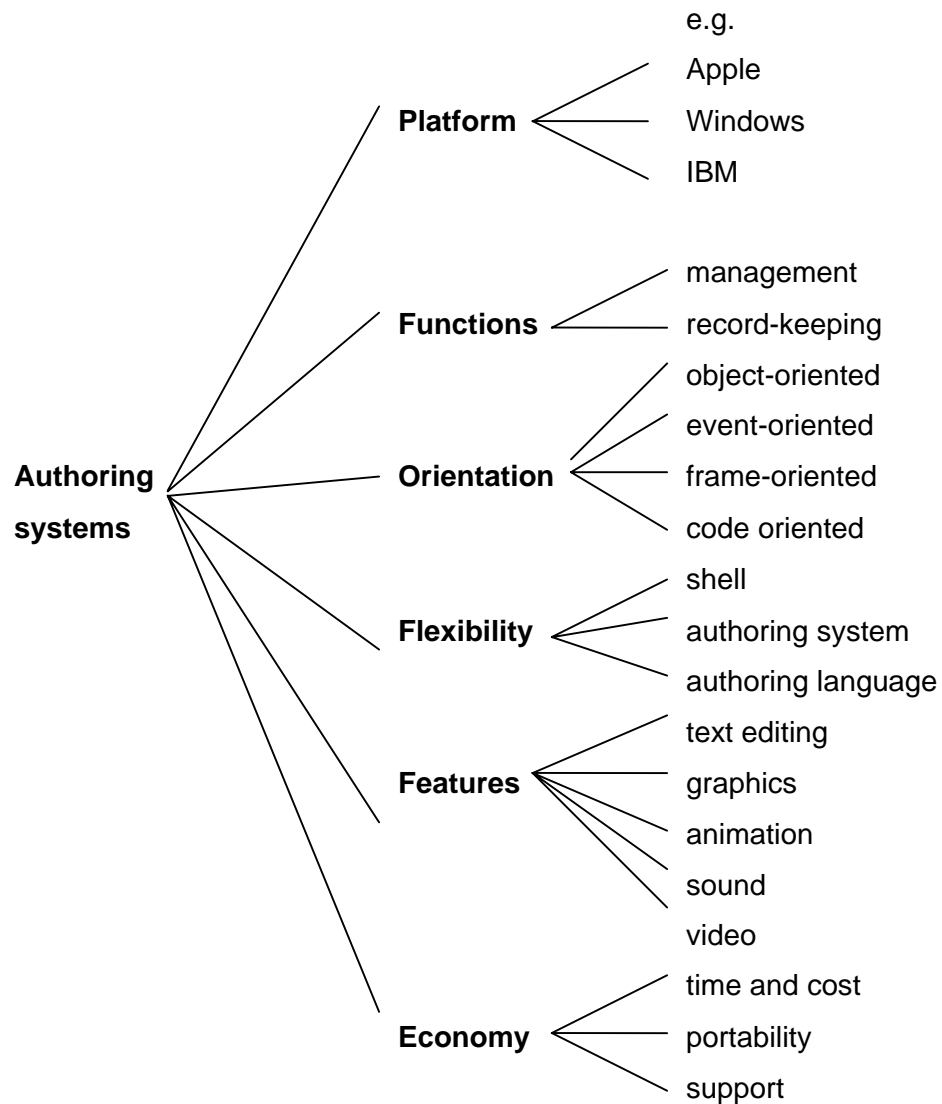 e.g.
Apple
Platform
Windows
IBM
management
Functions
record-keeping
object-oriented
event-oriented
Authoring
systems
Orientation
frame-oriented
code oriented
shell
Flexibility
authoring system
authoring language
text editing
Features
graphics
animation
sound
video
time and cost
Economy
portability
support